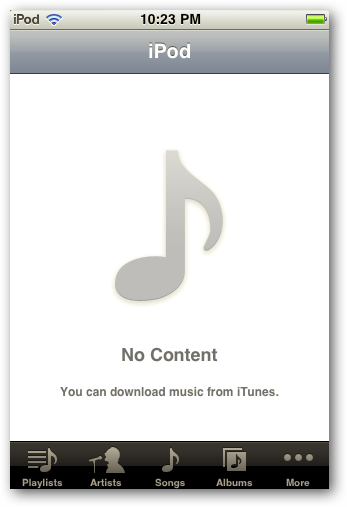 iPod 10:23 PM
iPod
No Content
You can download music from iTunes.
Playlists Artists Songs Albums More